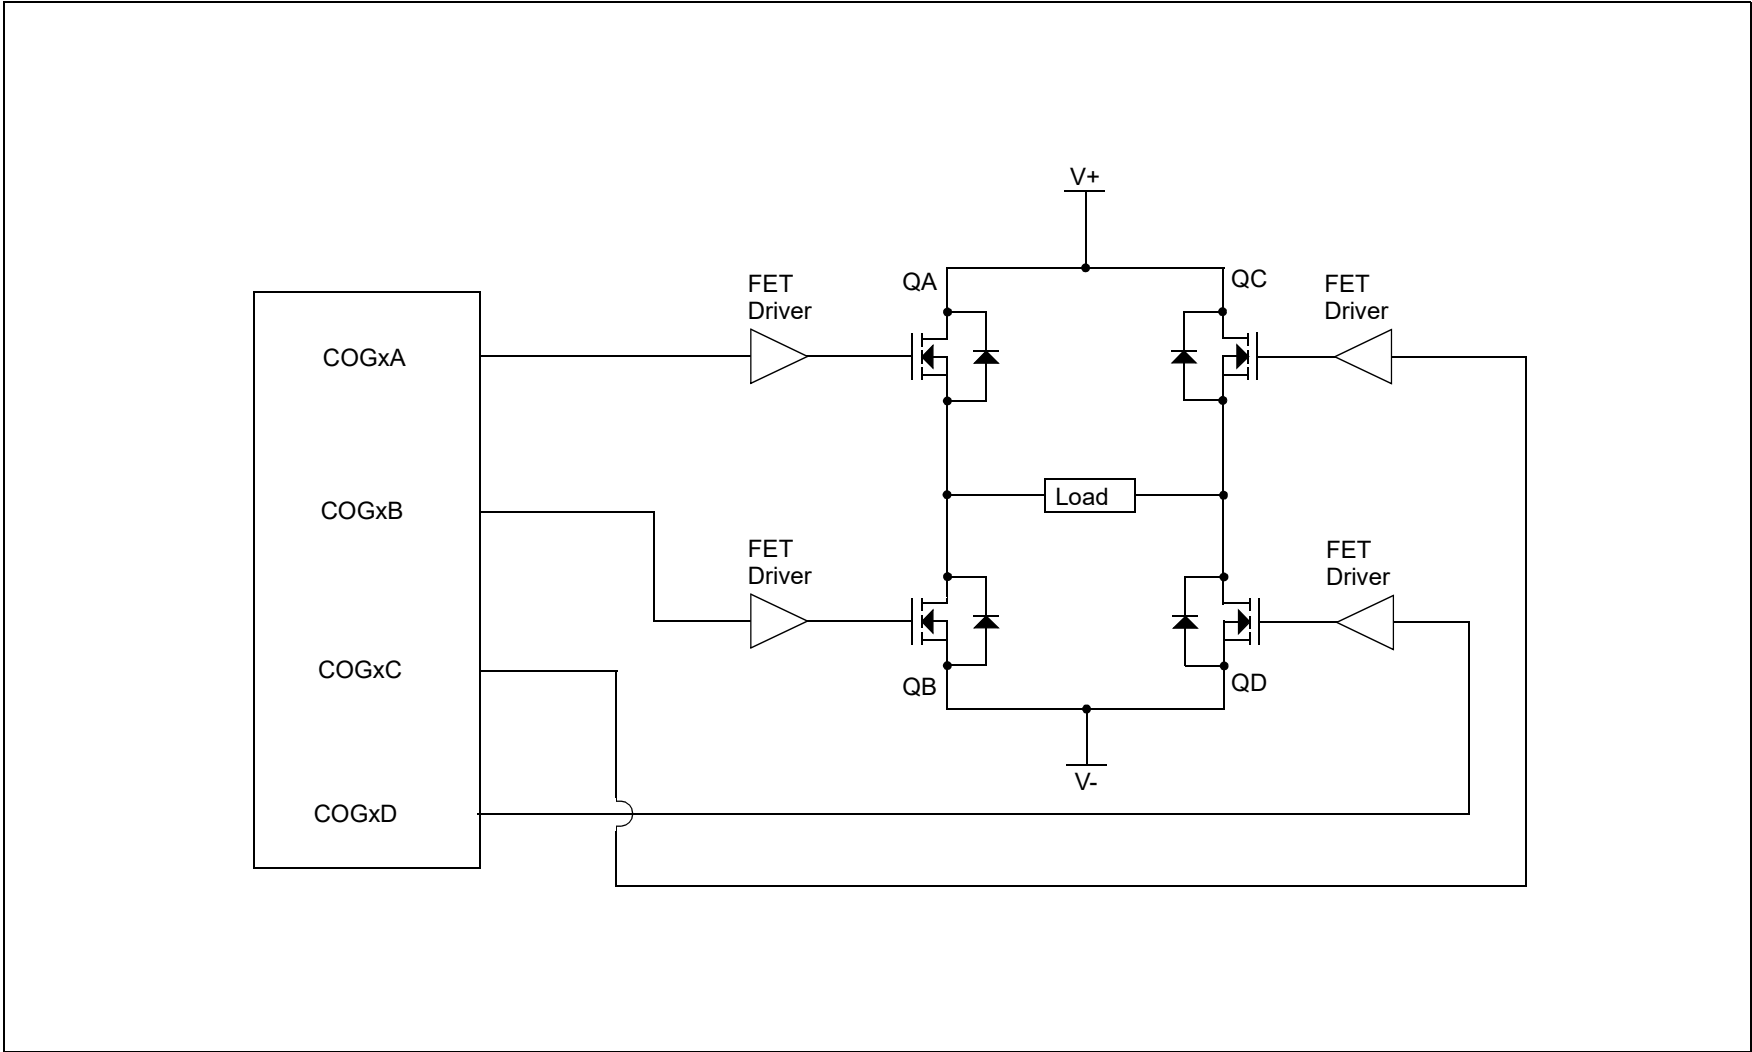 V+
QA
QC
FET
Driver
FET
Driver
COGxA
COGxB
Load
FET
Driver
FET
Driver
COGxC
QB
QD
V-
COGxD